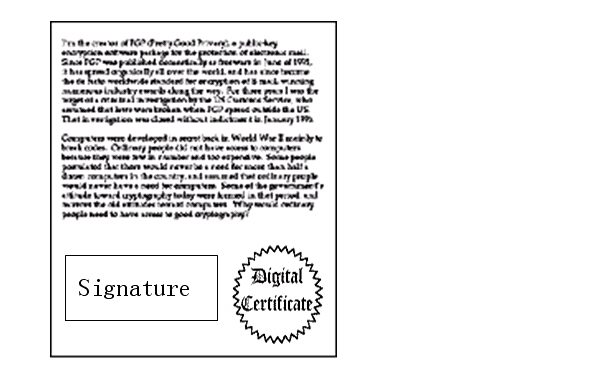 I'm the creator of PGP (Pretty Good Privacy), a public-key
encryption software package for the protection of electronic mail.
Since PGP was published domestically as freeware in June of 1991,
it has spread organically all over the world, and has since become
the de facto worldwide standard for encryption of E-mail, winning
numerous industry awards along the way. For three years I was the
target of a criminal investigation by the US Customs Service, who
assumed that laws were broken when PGP spread outside the US.
That investigation was closed without indictment in January 1996.
Computers were developed in secret back in World War II mainly to
break codes. Ordinary people did not have access to computers
because they were few in number and too expensive. Some people
postulated that there would never be a need for more than half a
dozen computers in the country, and assumed that ordinary people
would never have a need for computers. Some of the government's
attitude toward cryptography today were formed in that period, and
mirrors the old attitudes toward computers. Why would ordinary
people need to have access to good cryptography?
Signature
Digital
Certificate